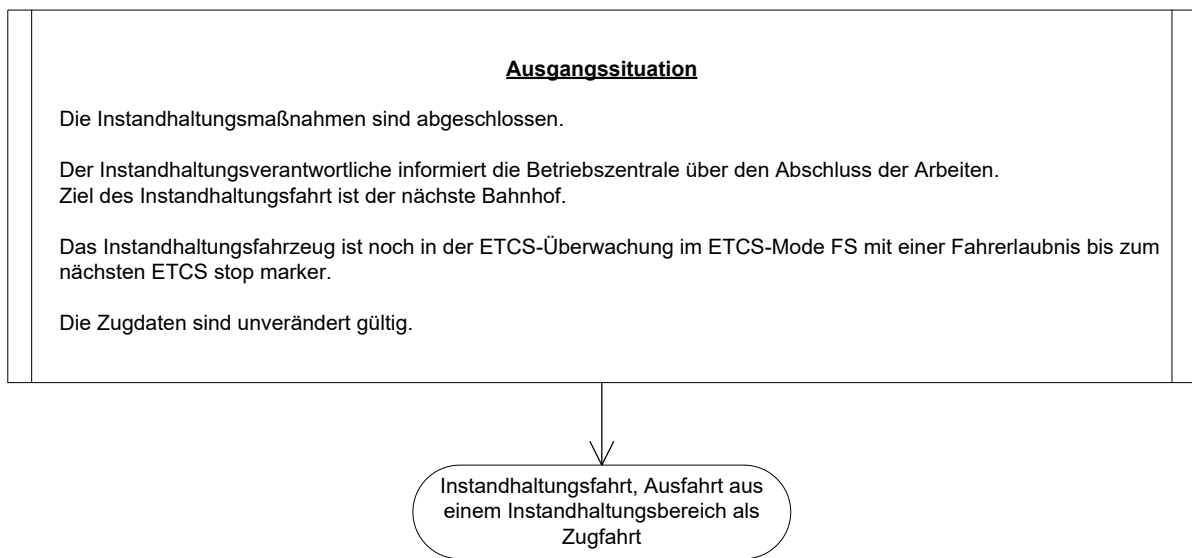 Ausgangssituation
Die Instandhaltungsmaßnahmen sind abgeschlossen.
Der Instandhaltungsverantwortliche informiert die Betriebszentrale über den Abschluss der Arbeiten.
Ziel des Instandhaltungsfahrt ist der nächste Bahnhof.
Das Instandhaltungsfahrzeug ist noch in der ETCS-Überwachung im ETCS-Mode FS mit einer Fahrerlaubnis bis zum
nächsten ETCS stop marker.
Die Zugdaten sind unverändert gültig.
Instandhaltungsfahrt, Ausfahrt aus
einem Instandhaltungsbereich als
Zugfahrt